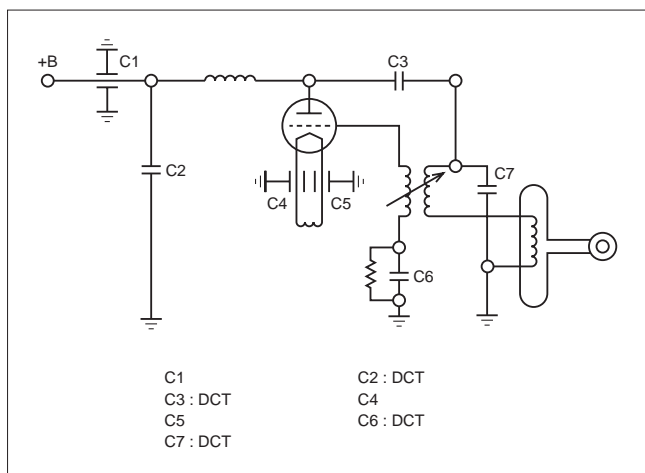 +B
C1
C3
C2
C7
C4
C5
C6
C1
C2 : DCT
C3 : DCT
C4
C5
C6 : DCT
C7 : DCT